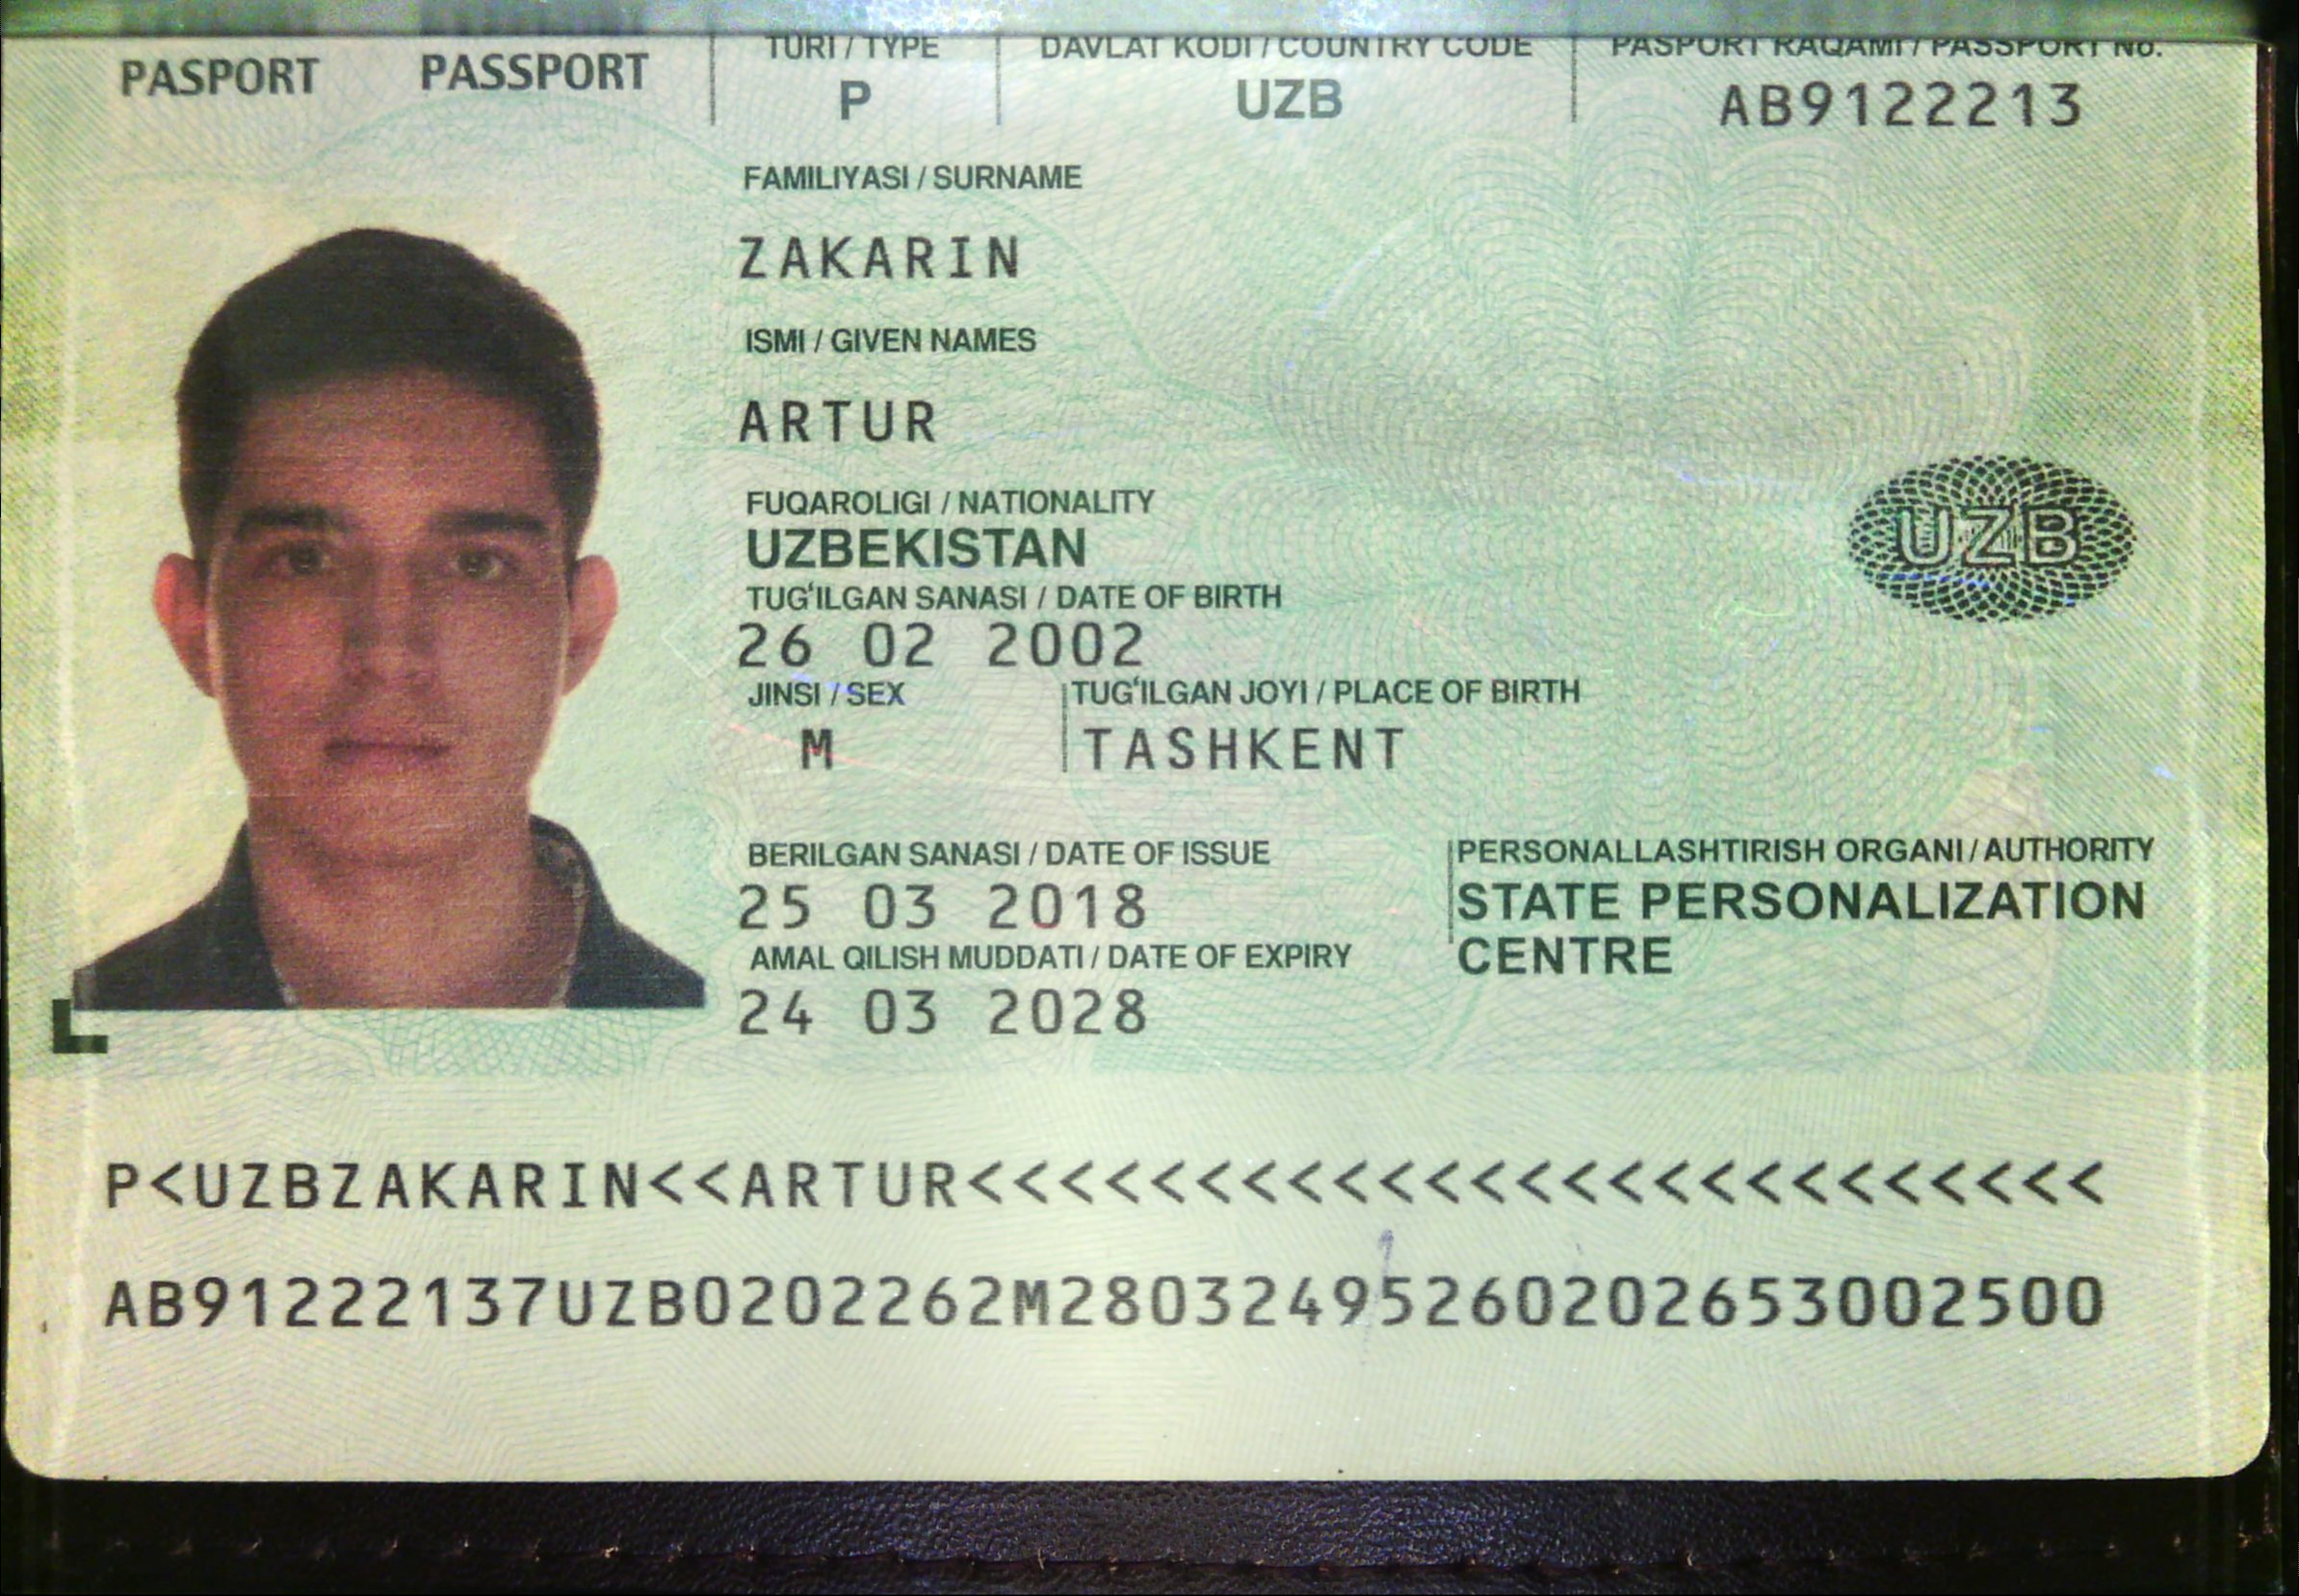 PASPORT PASSPORT
TURI / TYPE
P
DAVLAT KODI / COUNTRY CODE
UZB
PASPORT RAQAMI / PASSPORT No.
AB9122213
FAMILIYASI / SURNAME
ZAKARIN
ISMI / GIVEN NAMES
ARTUR
FUQAROLIGI / NATIONALITY
UZBEKISTAN
UZB
TUG‘ILGAN SANASI / DATE OF BIRTH
26 02 2002
JINSI / SEX
M
TUG‘ILGAN JOYI / PLACE OF BIRTH
TASHKENT
BERILGAN SANASI / DATE OF ISSUE
25 03 2018
AMAL QILISH MUDDATI / DATE OF EXPIRY
24 03 2028
PERSONALLASHTIRISH ORGANI / AUTHORITY
STATE PERSONALIZATION
CENTRE
P<UZBZAKARIN<<ARTUR<<<<<<<<<<<<<<<<<<<<<<<<<
AB91222137UZB0202262M28032495260202653002500